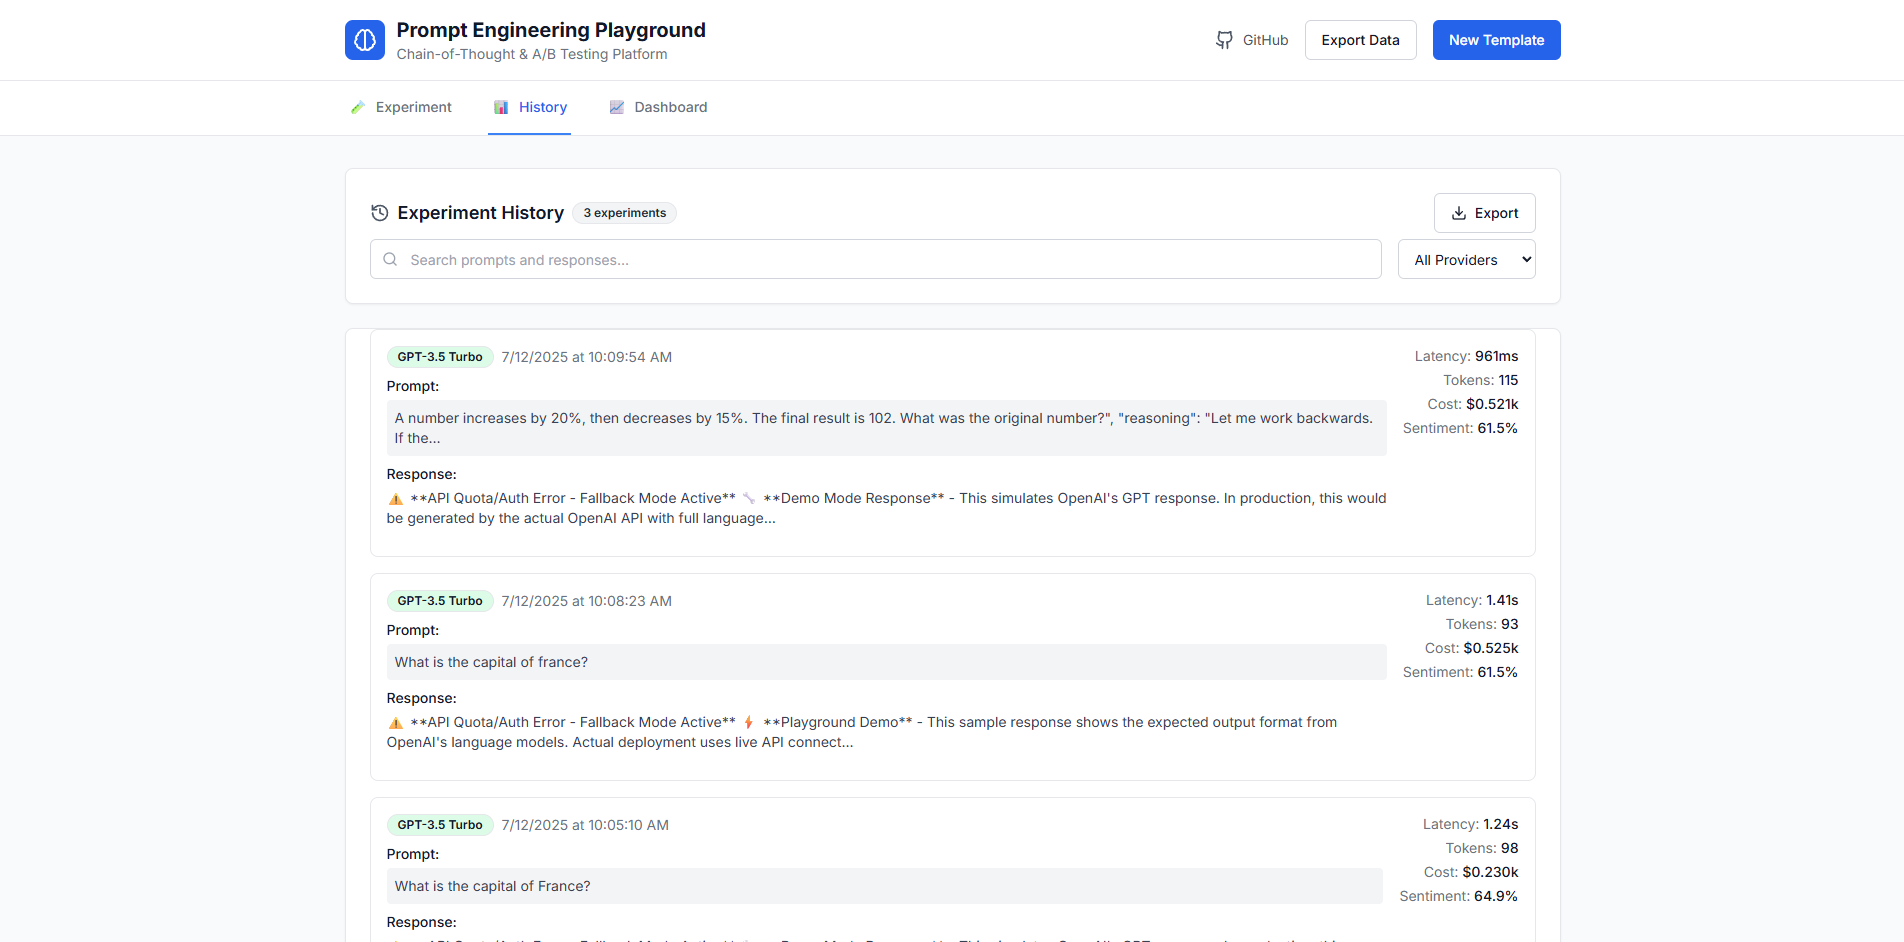 Prompt Engineering Playground
Chain-of-Thought & A/B Testing Platform
GitHub
Export Data
New Template
Experiment
History
Dashboard
Experiment History
3 experiments
Export
Search prompts and responses...
All Providers
GPT-3.5 Turbo
7/12/2025 at 10:09:54 AM
Latency: 961ms
Tokens: 115
Cost: $0.521k
Sentiment: 61.5%
Prompt:
A number increases by 20%, then decreases by 15%. The final result is 102. What was the original number?", "reasoning": "Let me work backwards.
If the...
Response:
⚠️ **API Quota/Auth Error - Fallback Mode Active** 🔧 **Demo Mode Response** - This simulates OpenAI's GPT response. In production, this would
be generated by the actual OpenAI API with full language...
GPT-3.5 Turbo
7/12/2025 at 10:08:23 AM
Latency: 1.41s
Tokens: 93
Cost: $0.525k
Sentiment: 61.5%
Prompt:
What is the capital of france?
Response:
⚠️ **API Quota/Auth Error - Fallback Mode Active** ⚡ **Playground Demo** - This sample response shows the expected output format from
OpenAI's language models. Actual deployment uses live API connect...
GPT-3.5 Turbo
7/12/2025 at 10:05:10 AM
Latency: 1.24s
Tokens: 98
Cost: $0.230k
Sentiment: 64.9%
Prompt:
What is the capital of France?
Response: